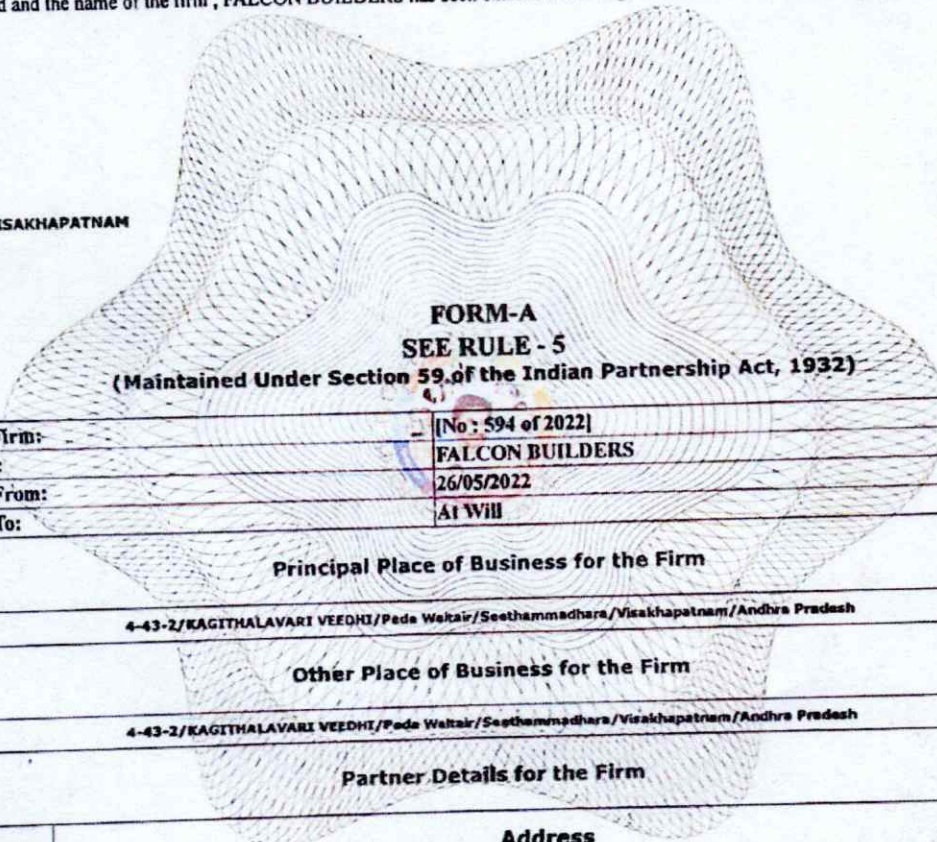 d and the name of the firm , FALCON BUILDERS has been
ISAKHAPATNAM
FORM-A
SEE RULE - 5
(Maintained Under Section 59 of the Indian Partnership Act, 1932)
Firm: [No : 594 of 2022]
: FALCON BUILDERS
From: 26/05/2022
To: At Will
Principal Place of Business for the Firm
4-43-2/KAGITHALAVARI VEEDHI/Peda Waltair/Seethammadhara/Visakhapatnam/Andhra Pradesh
Other Place of Business for the Firm
4-43-2/KAGITHALAVARI VEEDHI/Peda Waltair/Seethammadhara/Visakhapatnam/Andhra Pradesh
Partner Details for the Firm
Address